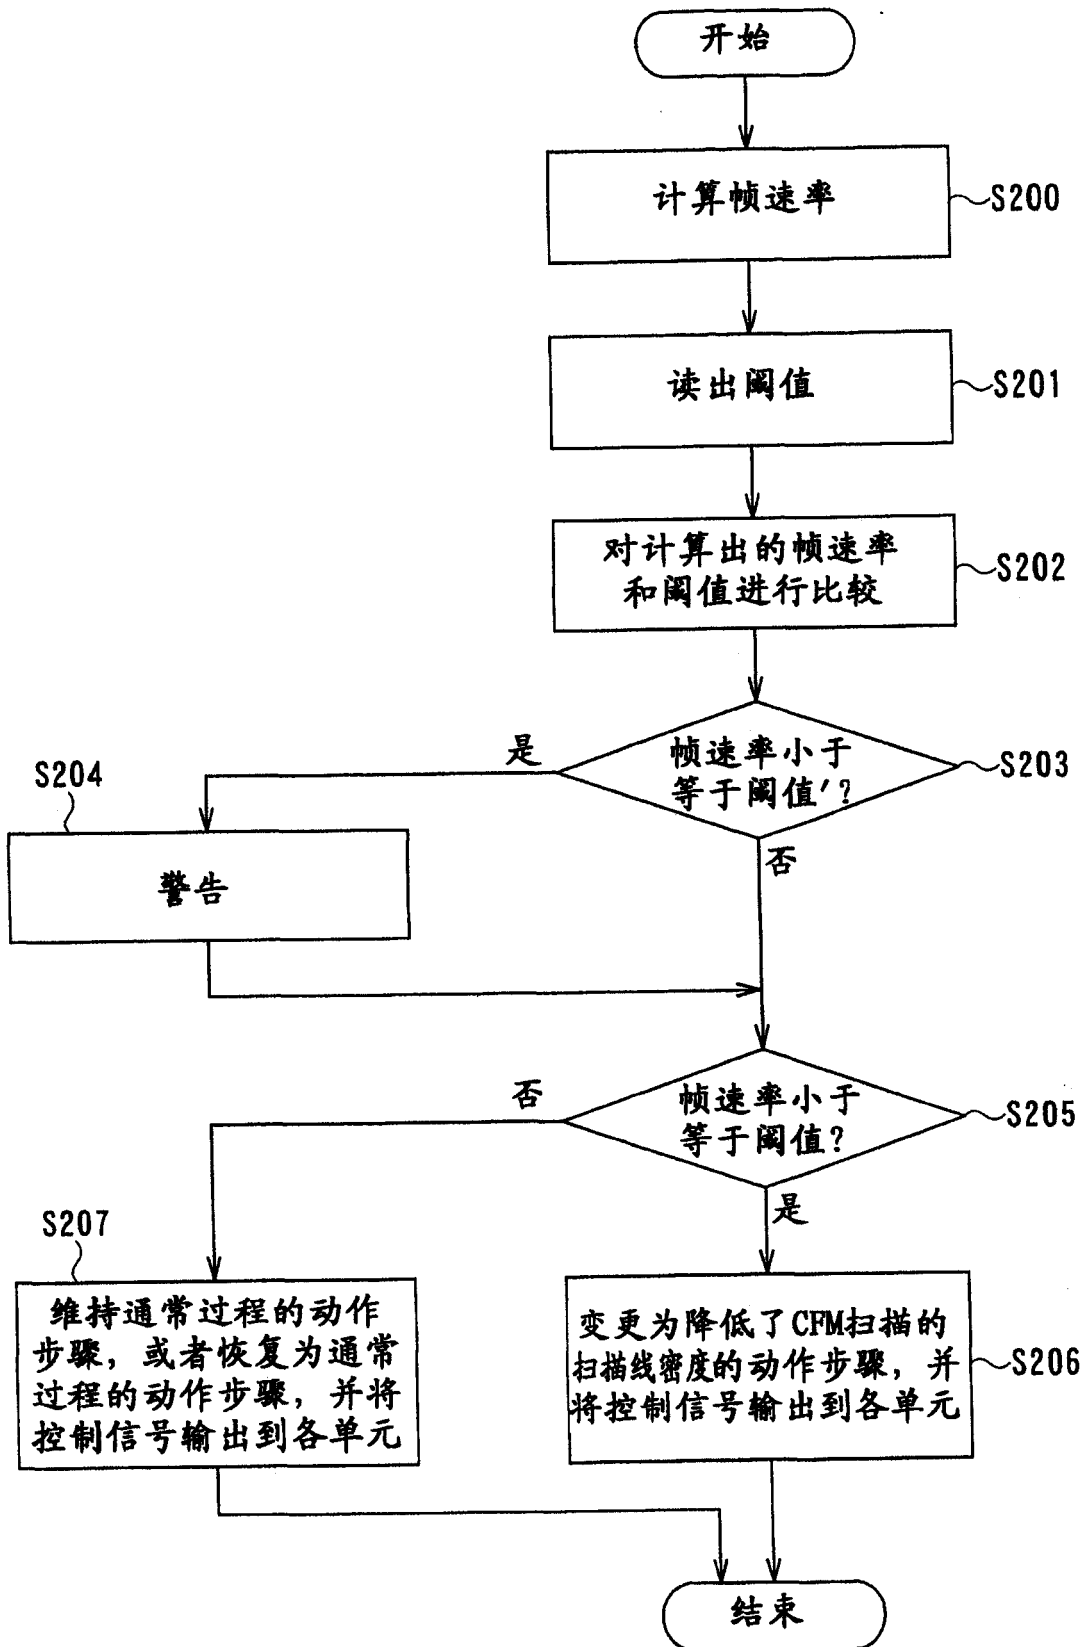 开始
计算帧速率
S200
读出阈值
S201
对计算出的帧速率
和阈值进行比较
S202
帧速率小于
等于阈值'?
S203
是
否
S204
警告
帧速率小于
等于阈值?
S205
否
是
S207
维持通常过程的动作
步骤,或者恢复为通常
过程的动作步骤,并将
控制信号输出到各单元
变更为降低了CFM扫描的
扫描线密度的动作步骤,并
将控制信号输出到各单元
S206
结束